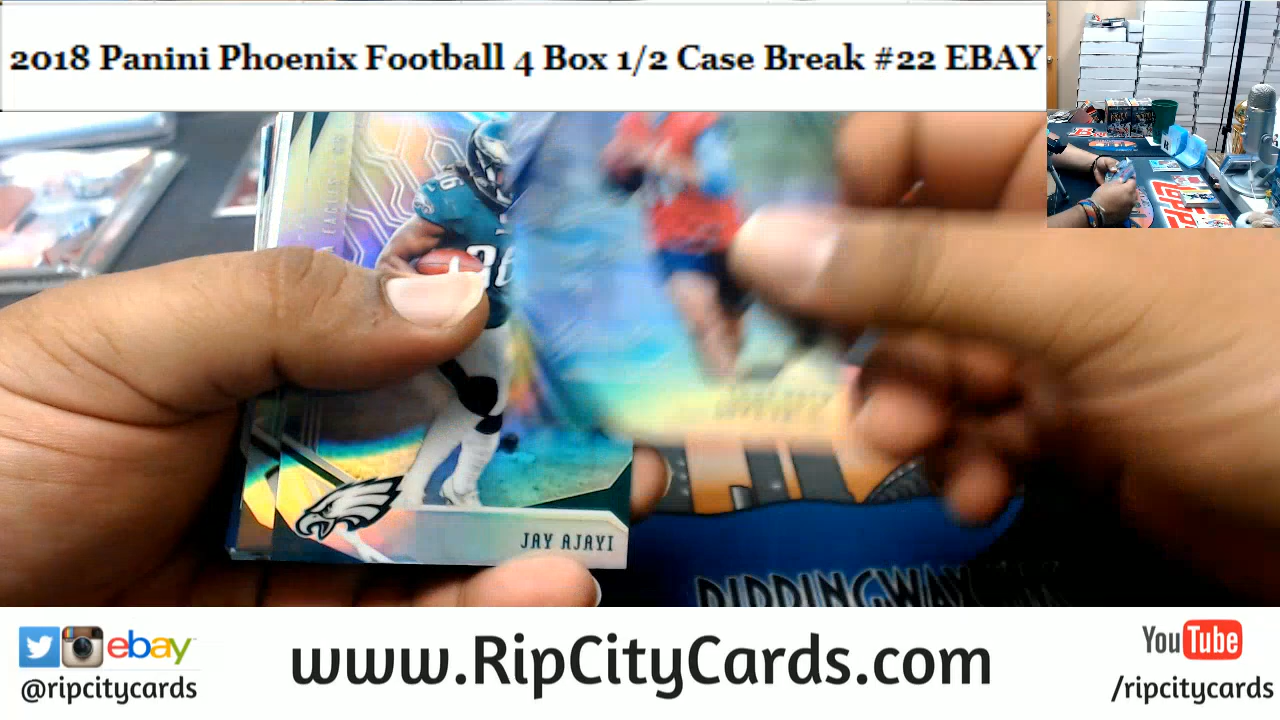 2018 Panini Phoenix Football 4 Box 1/2 Case Break #22 EBAY
36
JAY AJAYI
ebay
@ripcitycards
www.RipCityCards.com
YouTube
/ripcitycards